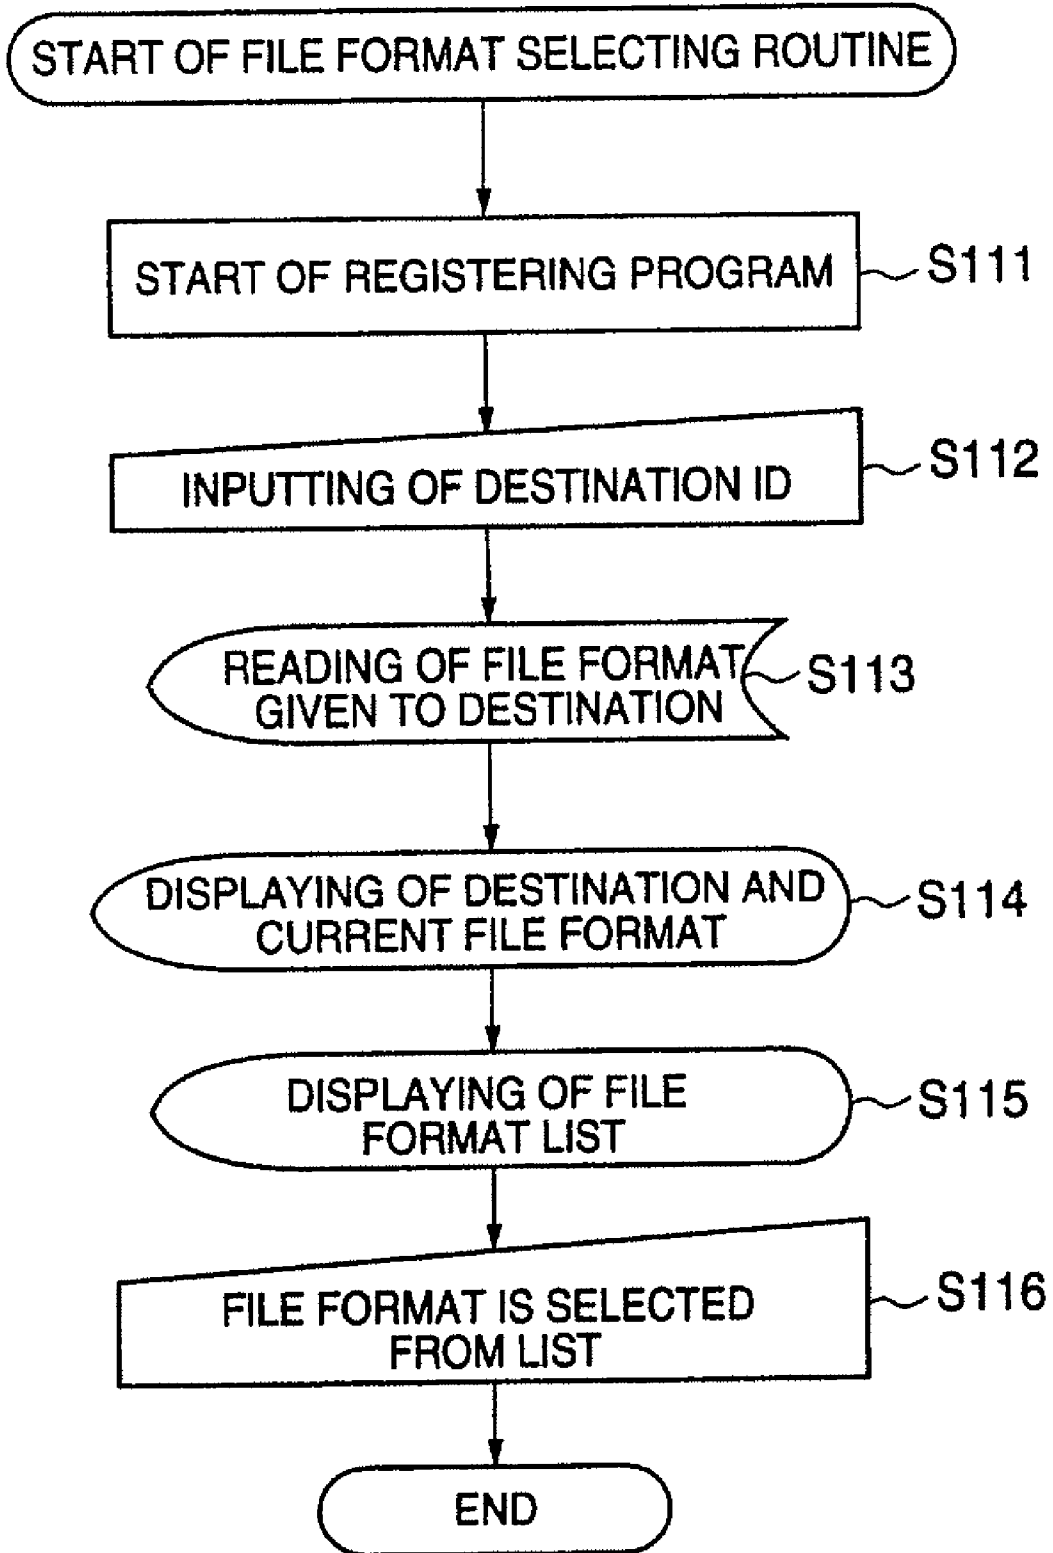 START OF FILE FORMAT SELECTING ROUTINE
START OF REGISTERING PROGRAM
S111
INPUTTING OF DESTINATION ID
S112
READING OF FILE FORMAT
GIVEN TO DESTINATION
S113
DISPLAYING OF DESTINATION AND
CURRENT FILE FORMAT
S114
DISPLAYING OF FILE
FORMAT LIST
S115
FILE FORMAT IS SELECTED
FROM LIST
S116
END